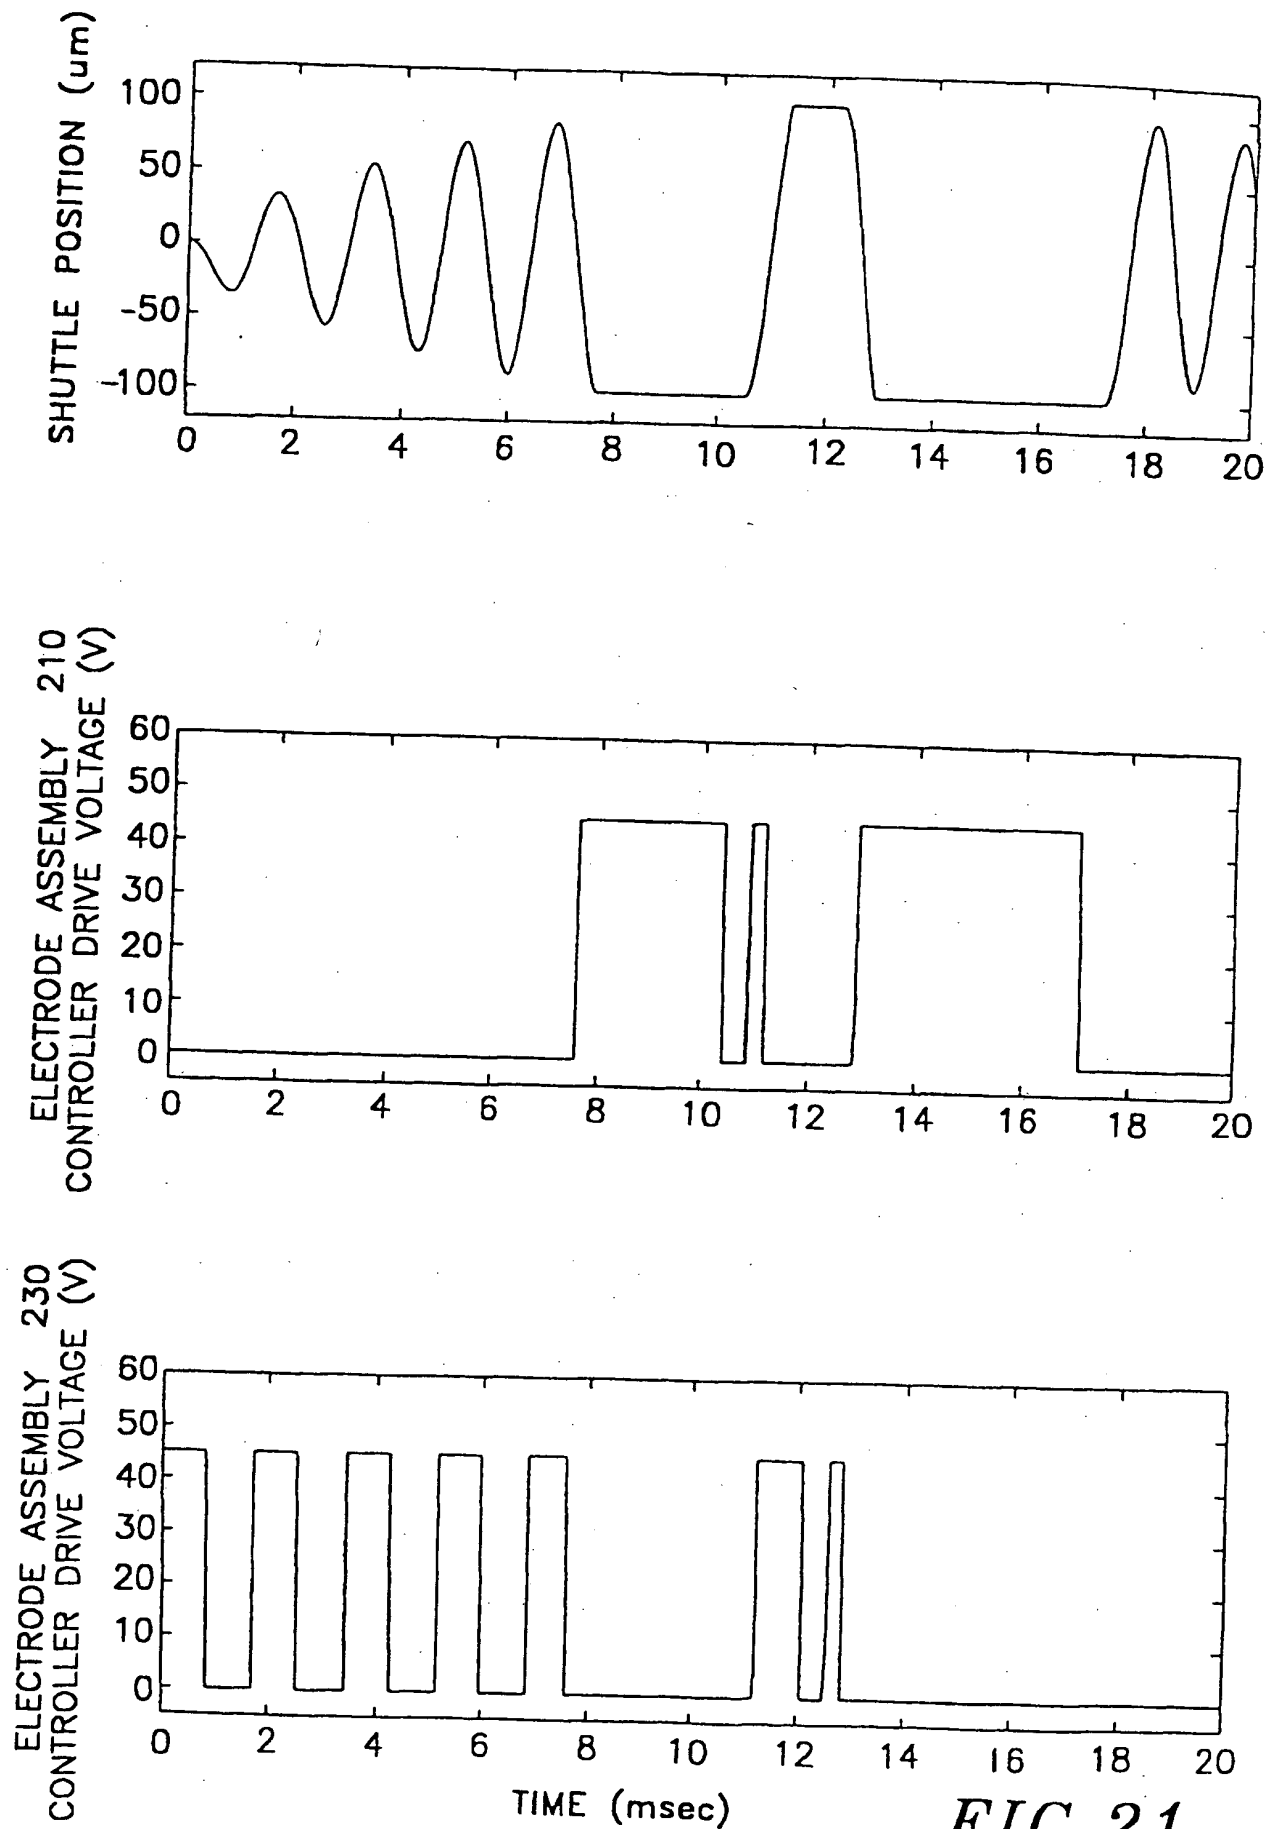 SHUTTLE POSITION (um)
100
50
0
-50
-100
0 2 4 6 8 10 12 14 16 18 20
ELECTRODE ASSEMBLY 210
CONTROLLER DRIVE VOLTAGE (V)
60
50
40
30
20
10
0
0 2 4 6 8 10 12 14 16 18 20
ELECTRODE ASSEMBLY 230
CONTROLLER DRIVE VOLTAGE (V)
60
50
40
30
20
10
0
0 2 4 6 8 10 12 14 16 18 20
TIME (msec)
FIG. 21